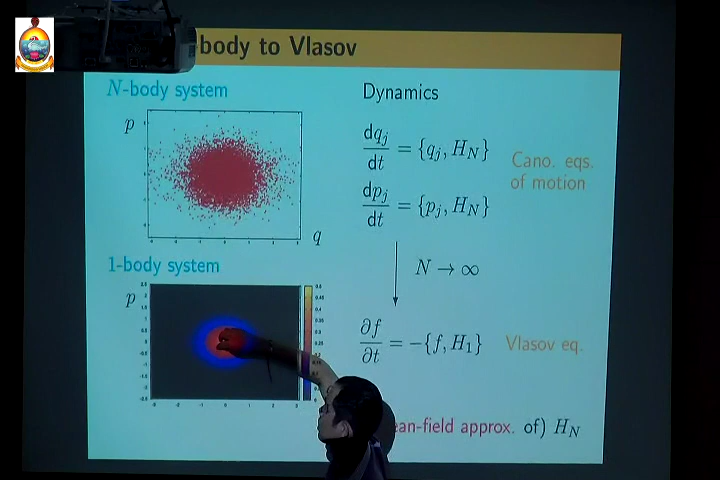 body to Vlasov
N-body system
p
q
Dynamics
dq_j/dt = {q_j, H_N}
dp_j/dt = {p_j, H_N}
Cano. eqs.
of motion
N → ∞
1-body system
p
∂f/∂t = −{f, H_1}
Vlasov eq.
ean-field approx. of) H_N